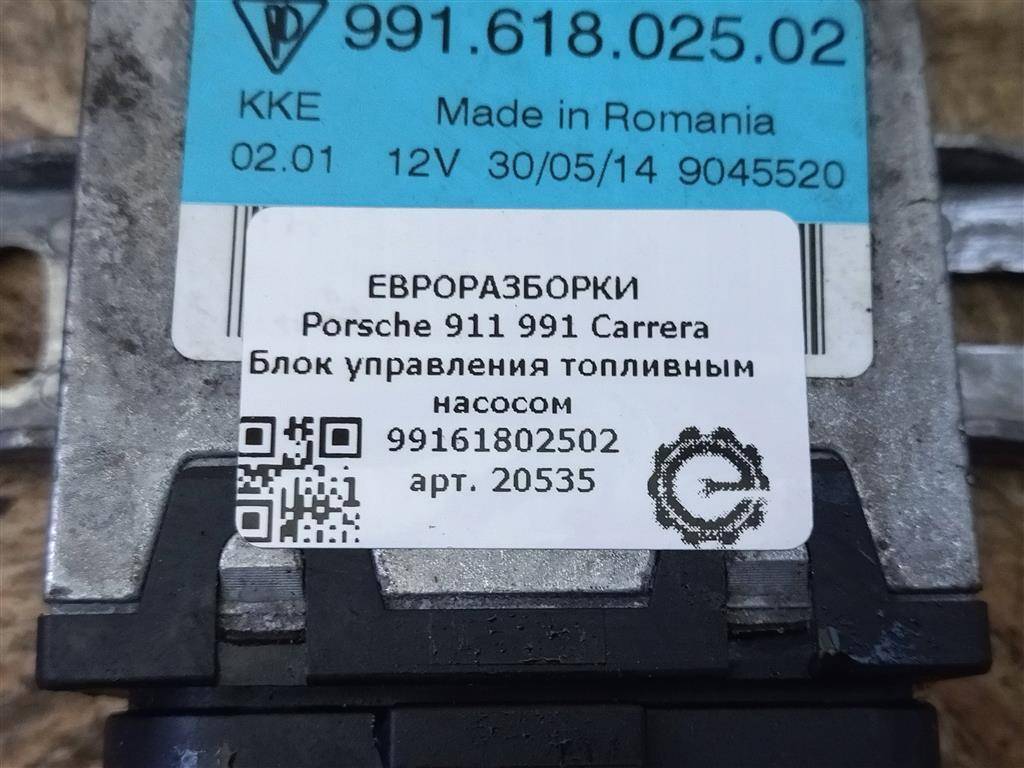 991.618.025.02
KKE Made in Romania
02.01 12V 30/05/14 9045520
ЕВРОРАЗБОРКИ
Porsche 911 991 Carrera
Блок управления топливным
насосом
99161802502
арт. 20535